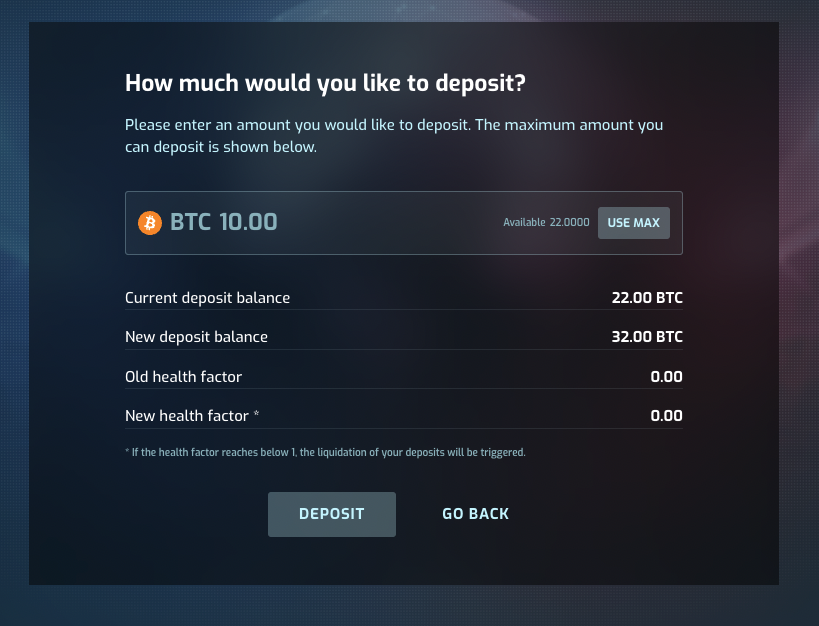 How much would you like to deposit?
Please enter an amount you would like to deposit. The maximum amount you
can deposit is shown below.
BTC 10.00 Available 22.0000 USE MAX
Current deposit balance 22.00 BTC
New deposit balance 32.00 BTC
Old health factor 0.00
New health factor * 0.00
* If the health factor reaches below 1, the liquidation of your deposits will be triggered.
DEPOSIT GO BACK